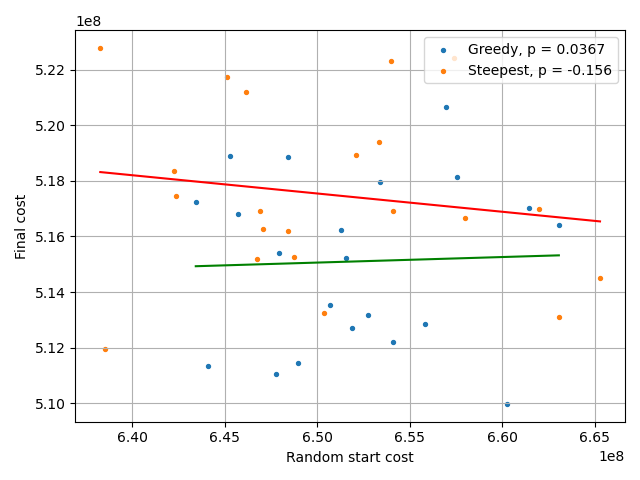 1e8
Greedy, p = 0.0367
Steepest, p = -0.156
5.22
5.20
5.18
5.16
5.14
5.12
5.10
Final cost
6.40
6.45
6.50
6.55
6.60
6.65
Random start cost
1e8